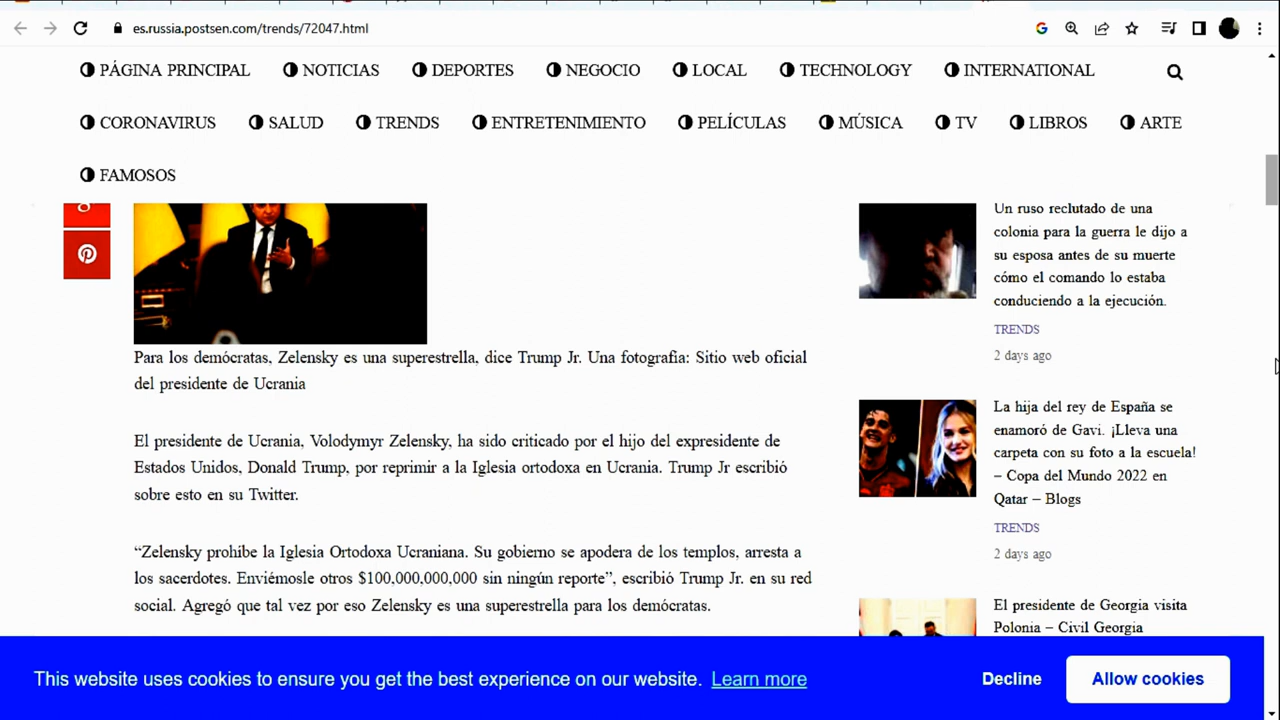 es.russia.postsen.com/trends/72047.html
PÁGINA PRINCIPAL NOTICIAS DEPORTES NEGOCIO LOCAL TECHNOLOGY INTERNATIONAL
CORONAVIRUS SALUD TRENDS ENTRETENIMIENTO PELÍCULAS MÚSICA TV LIBROS ARTE
FAMOSOS
Para los demócratas, Zelensky es una superestrella, dice Trump Jr. Una fotografia: Sitio web oficial
del presidente de Ucrania
El presidente de Ucrania, Volodymyr Zelensky, ha sido criticado por el hijo del expresidente de
Estados Unidos, Donald Trump, por reprimir a la Iglesia ortodoxa en Ucrania. Trump Jr escribió
sobre esto en su Twitter.
“Zelensky prohíbe la Iglesia Ortodoxa Ucraniana. Su gobierno se apodera de los templos, arresta a
los sacerdotes. Enviémosle otros $100,000,000,000 sin ningún reporte”, escribió Trump Jr. en su red
social. Agregó que tal vez por eso Zelensky es una superestrella para los demócratas.
Un ruso reclutado de una
colonia para la guerra le dijo a
su esposa antes de su muerte
cómo el comando lo estaba
conduciendo a la ejecución.
TRENDS
2 days ago
La hija del rey de España se
enamoró de Gavi. ¡Lleva una
carpeta con su foto a la escuela!
– Copa del Mundo 2022 en
Qatar – Blogs
TRENDS
2 days ago
El presidente de Georgia visita
Polonia – Civil Georgia
This website uses cookies to ensure you get the best experience on our website. Learn more
Decline
Allow cookies